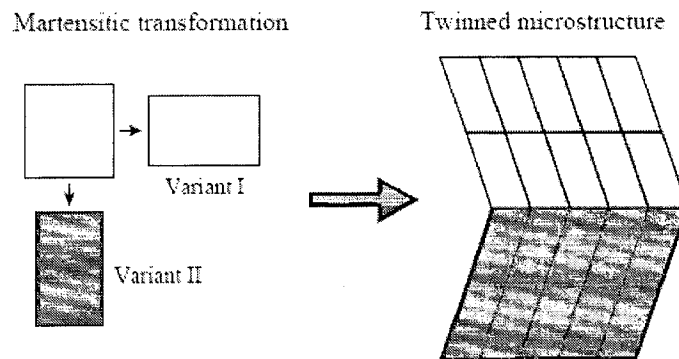 Martensitic transformation
Twinned microstructure
Variant I
Variant II